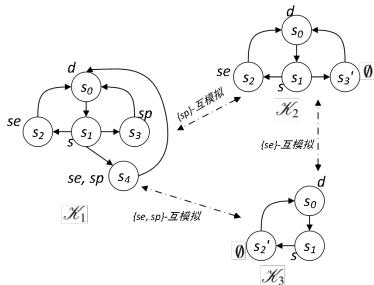 d
s0
se
s2
s1
s
sp
s3
se, sp
s4
𝒦1
{sp}-互模拟
d
s0
se
s2
s1
s
s3'
∅
𝒦2
{se}-互模拟
{se, sp}-互模拟
d
s0
∅
s2'
s1
s
𝒦3